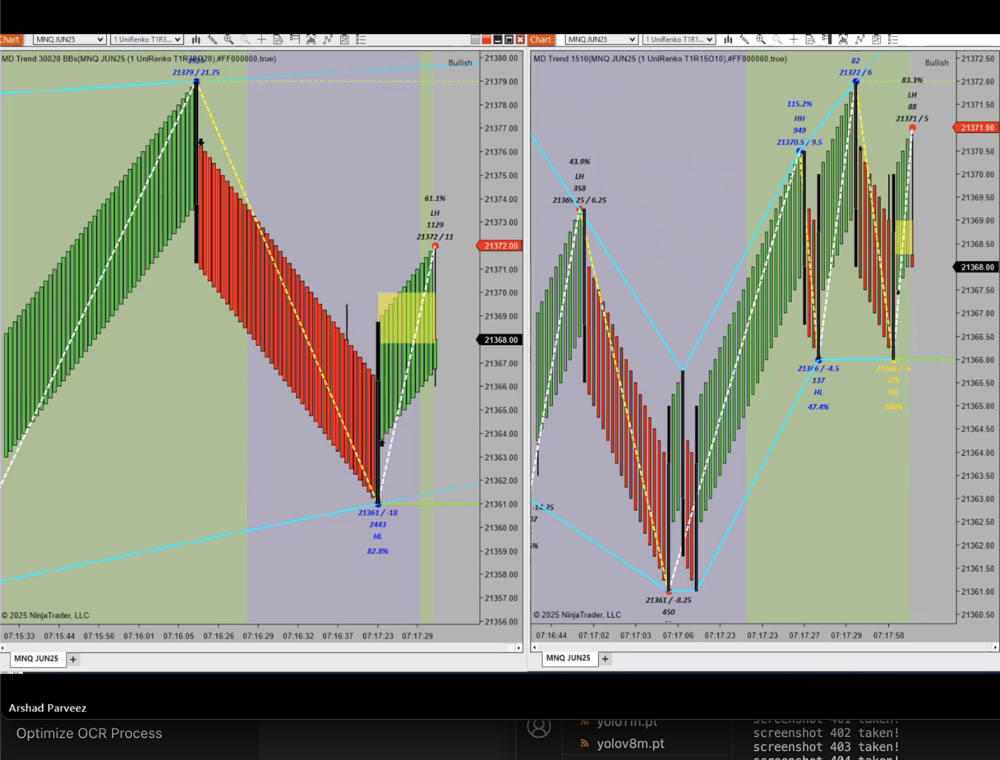 Chart
MNQ JUN25
1 UniRenko T1R3...
MD Trend 30020 BBs(MNQ JUN25 (1 UniRenko T1R30O20),#FF000000,true)
Bullish
21379 / 21.75
61.1%
LH
1129
21372 / 11
21361 / -18
2443
HL
82.8%
21380.00
21379.00
21378.00
21377.00
21376.00
21375.00
21374.00
21373.00
21372.00
21371.00
21370.00
21369.00
21368.00
21367.00
21366.00
21365.00
21364.00
21363.00
21362.00
21361.00
21360.00
21359.00
21358.00
21357.00
21356.00
© 2025 NinjaTrader, LLC
07:15:33 07:15:44 07:15:50 07:16:01 07:16:05 07:16:26 07:16:29 07:16:32 07:16:37 07:17:23 07:17:29
MNQ JUN25 +
Chart
MNQ JUN25
1 UniRenko T1R1...
MD Trend 1510(MNQ JUN25 (1 UniRenko T1R15O10),#FF000000,true)
Bullish
82
21372 / 6
83.3%
LH
88
21371 / 5
115.2%
HH
949
21370.5 / 9.5
43.9%
LH
358
21369.25 / 6.25
21366 / -4.5
137
HL
47.4%
100%
21361 / -8.25
450
21372.50
21372.00
21371.50
21371.00
21370.50
21370.00
21369.50
21369.00
21368.50
21368.00
21367.50
21367.00
21366.50
21366.00
21365.50
21365.00
21364.50
21364.00
21363.50
21363.00
21362.50
21362.00
21361.50
21361.00
21360.50
© 2025 NinjaTrader, LLC
07:16:44 07:17:02 07:17:03 07:17:06 07:17:23 07:17:23 07:17:27 07:17:29 07:17:58
MNQ JUN25 +
Arshad Parveez
Optimize OCR Process
yolo11n.pt
yolov8m.pt
screenshot 401 taken!
screenshot 402 taken!
screenshot 403 taken!
screenshot 404 taken!